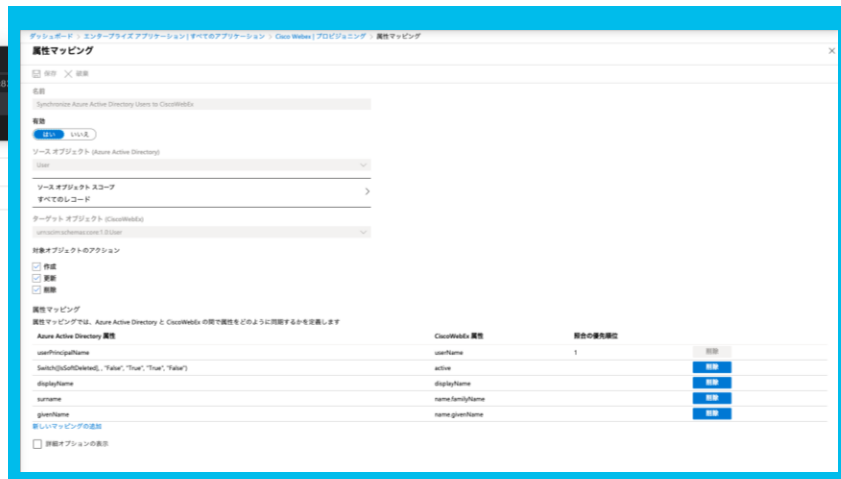 ダッシュボード > エンタープライズ アプリケーション | すべてのアプリケーション > Cisco Webex | プロビジョニング > 属性マッピング
属性マッピング
保存 破棄
名前
Synchronize Azure Active Directory Users to CiscoWebEx
有効
はい いいえ
ソース オブジェクト (Azure Active Directory)
User
ソース オブジェクト スコープ
すべてのレコード
ターゲット オブジェクト (CiscoWebEx)
urn:scim:schemas:core:1.0:User
対象オブジェクトのアクション
作成
更新
削除
属性マッピング
属性マッピングでは、Azure Active Directory と CiscoWebEx の間で属性をどのように同期するかを定義します
Azure Active Directory 属性 CiscoWebEx 属性 照合の優先順位
userPrincipalName userName 1 削除
Switch([IsSoftDeleted], , "False", "True", "True", "False") active 削除
displayName displayName 削除
surname name.familyName 削除
givenName name.givenName 削除
新しいマッピングの追加
詳細オプションの表示